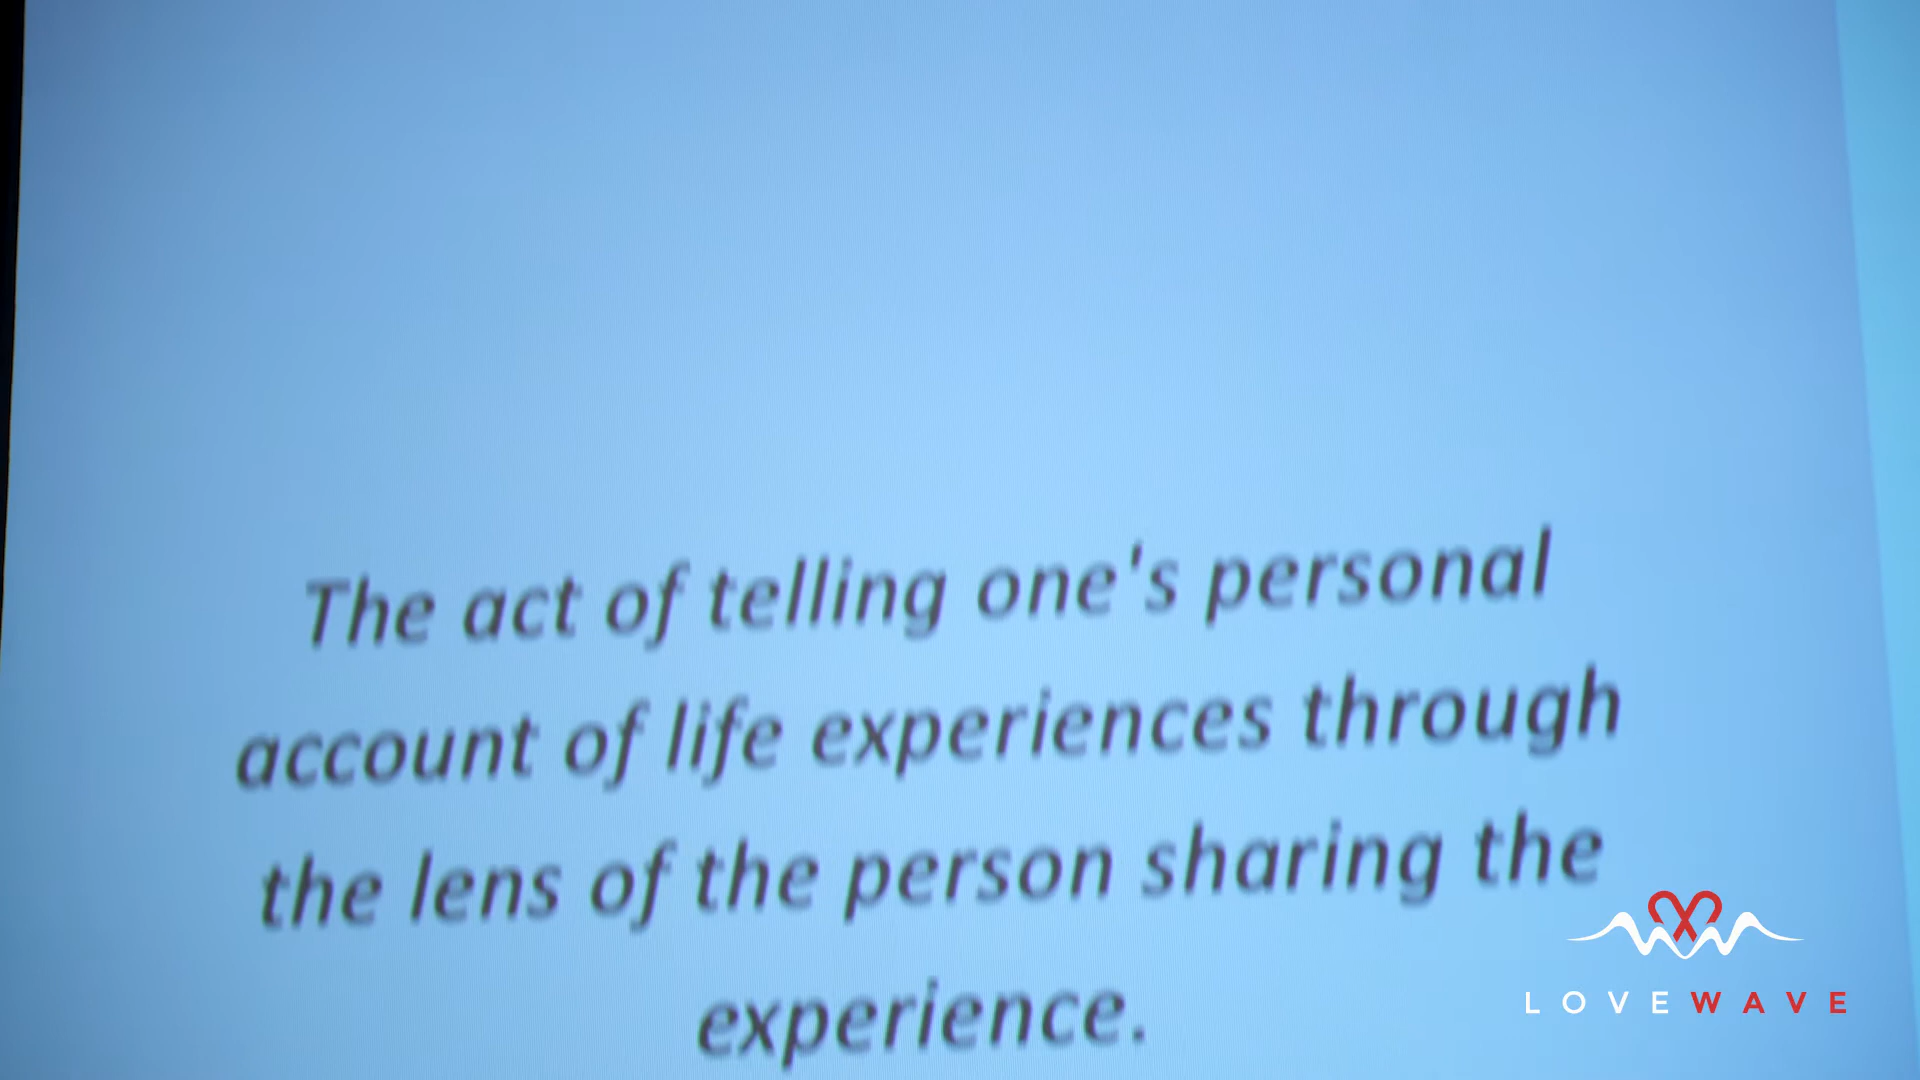 The act of telling one's personal
account of life experiences through
the lens of the person sharing the
experience.
LOVEWAVE